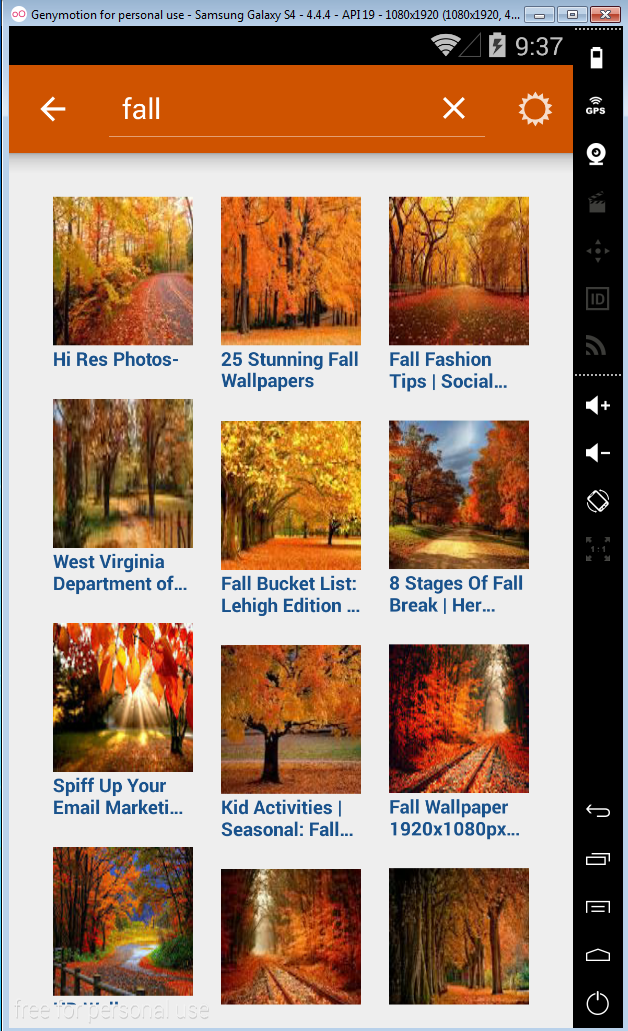 Genymotion for personal use - Samsung Galaxy S4 - 4.4.4 - API 19 - 1080x1920 (1080x1920, 4...
9:37
fall
GPS
ID
1:1
Hi Res Photos-
25 Stunning Fall
Wallpapers
Fall Fashion
Tips | Social...
West Virginia
Department of...
Fall Bucket List:
Lehigh Edition ...
8 Stages Of Fall
Break | Her...
Spiff Up Your
Email Marketi...
Kid Activities |
Seasonal: Fall...
Fall Wallpaper
1920x1080px...
free for personal use